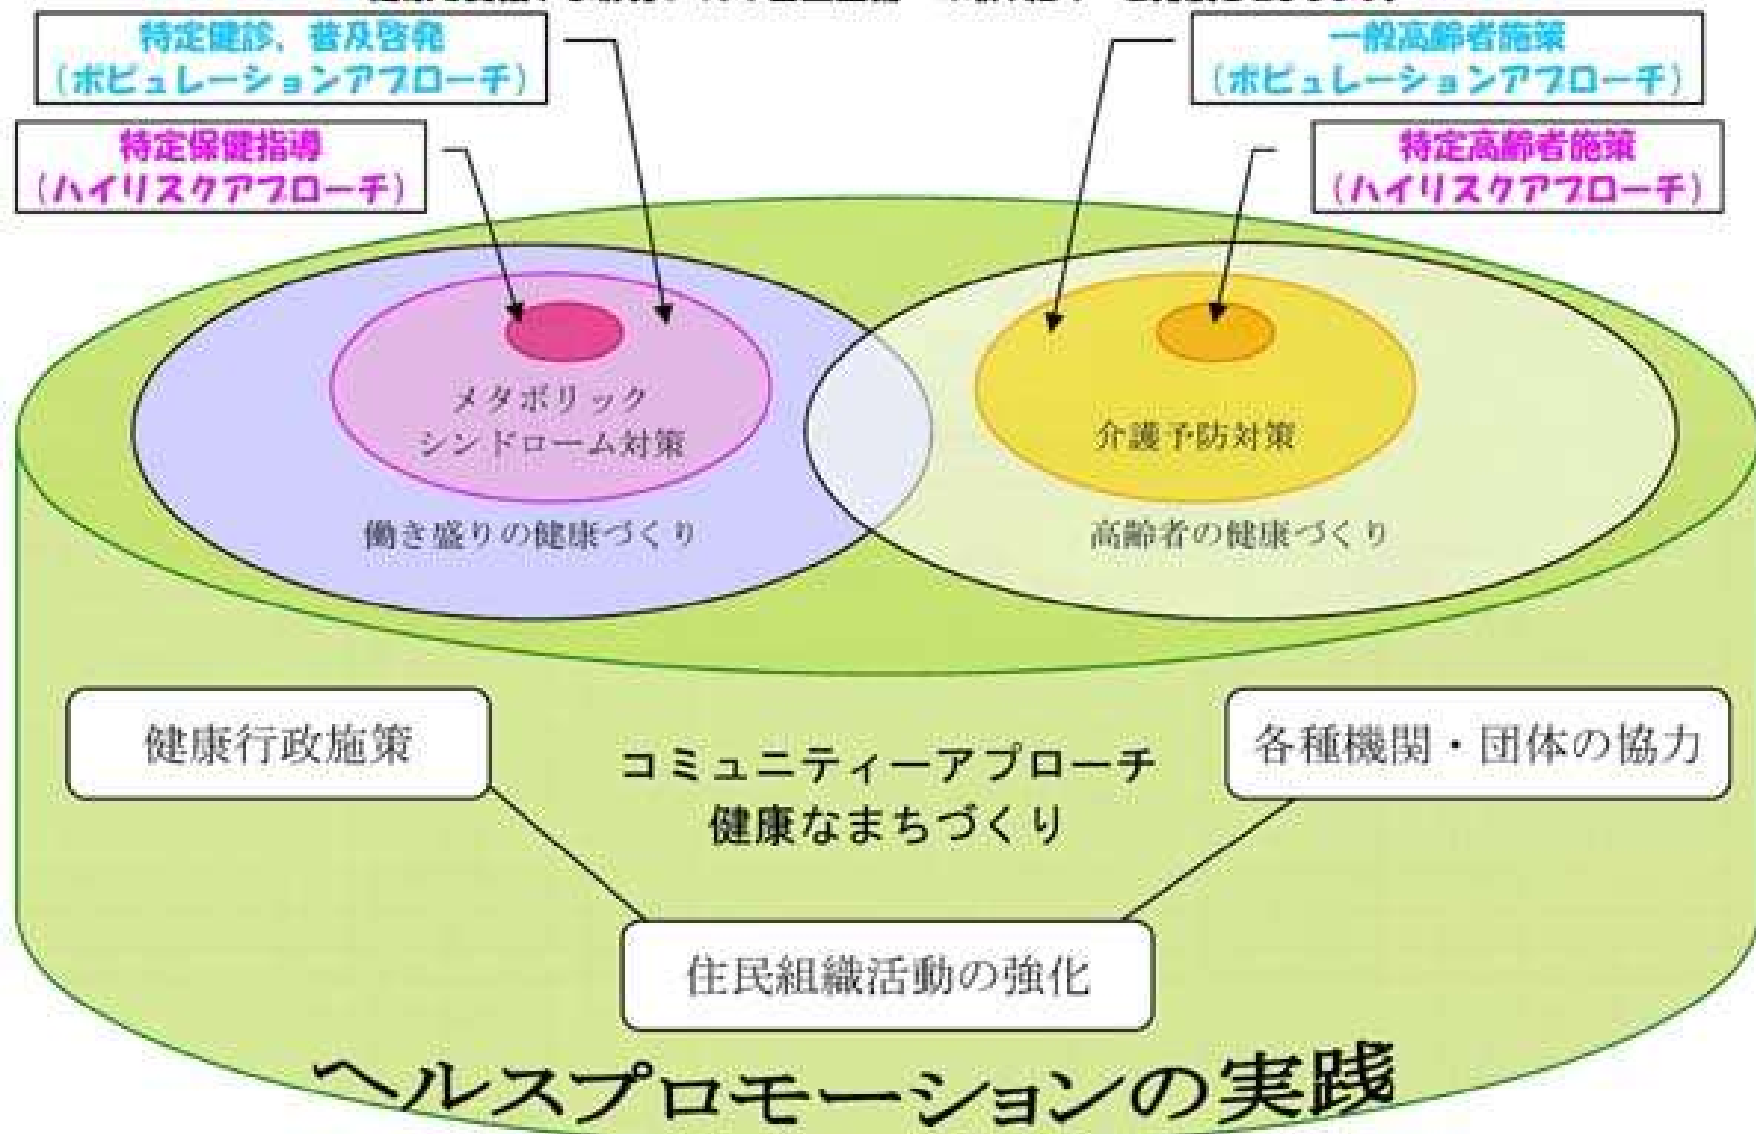 特定健診、普及啓発
(ポピュレーションアプローチ)
一般高齢者施策
(ポピュレーションアプローチ)
特定保健指導
(ハイリスクアプローチ)
特定高齢者施策
(ハイリスクアプローチ)
メタボリック
シンドローム対策
介護予防対策
働き盛りの健康づくり
高齢者の健康づくり
健康行政施策
コミュニティーアプローチ
健康なまちづくり
各種機関・団体の協力
住民組織活動の強化
ヘルスプロモーションの実践